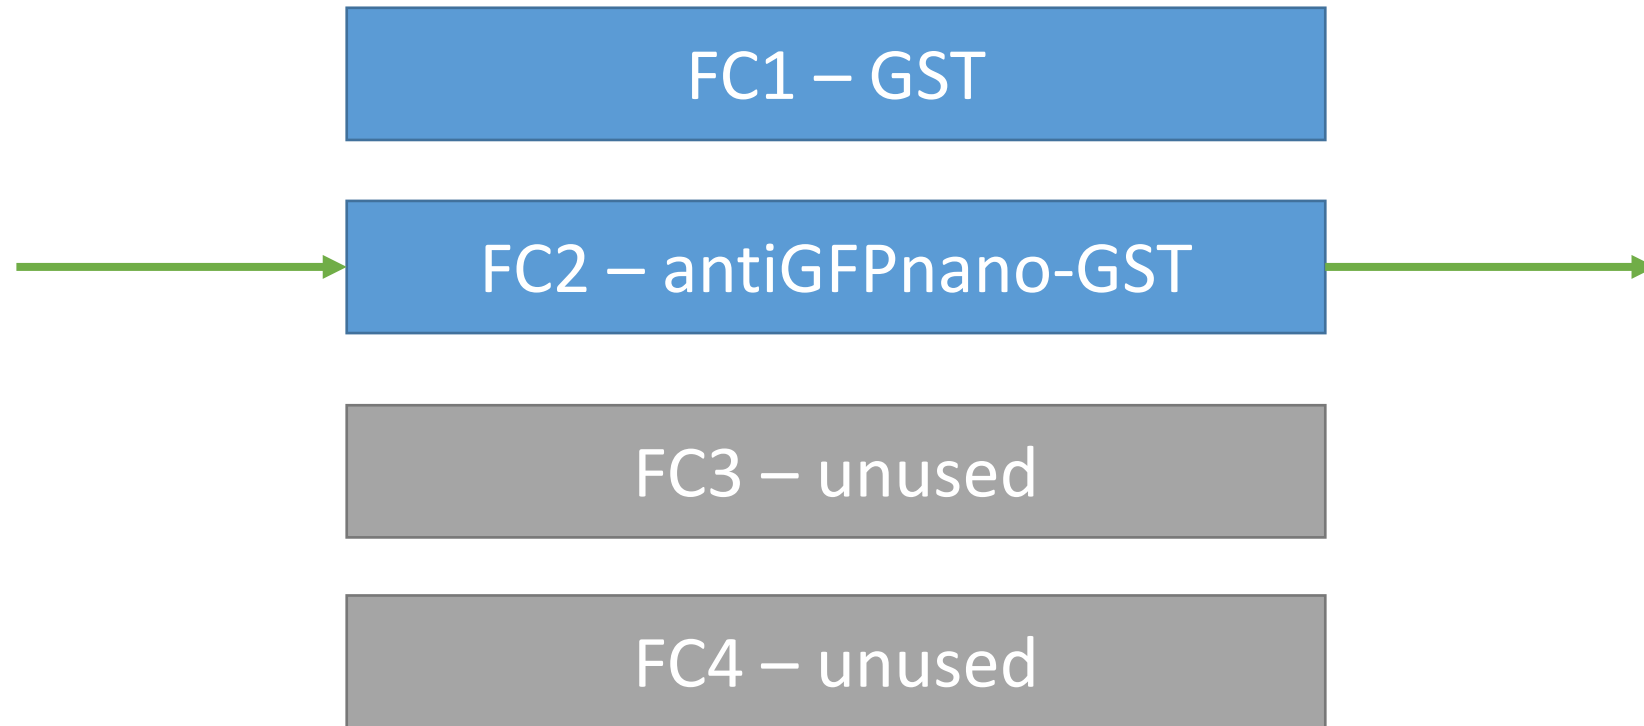 FC1 – GST
FC2 – antiGFPnano-GST
FC3 – unused
FC4 – unused